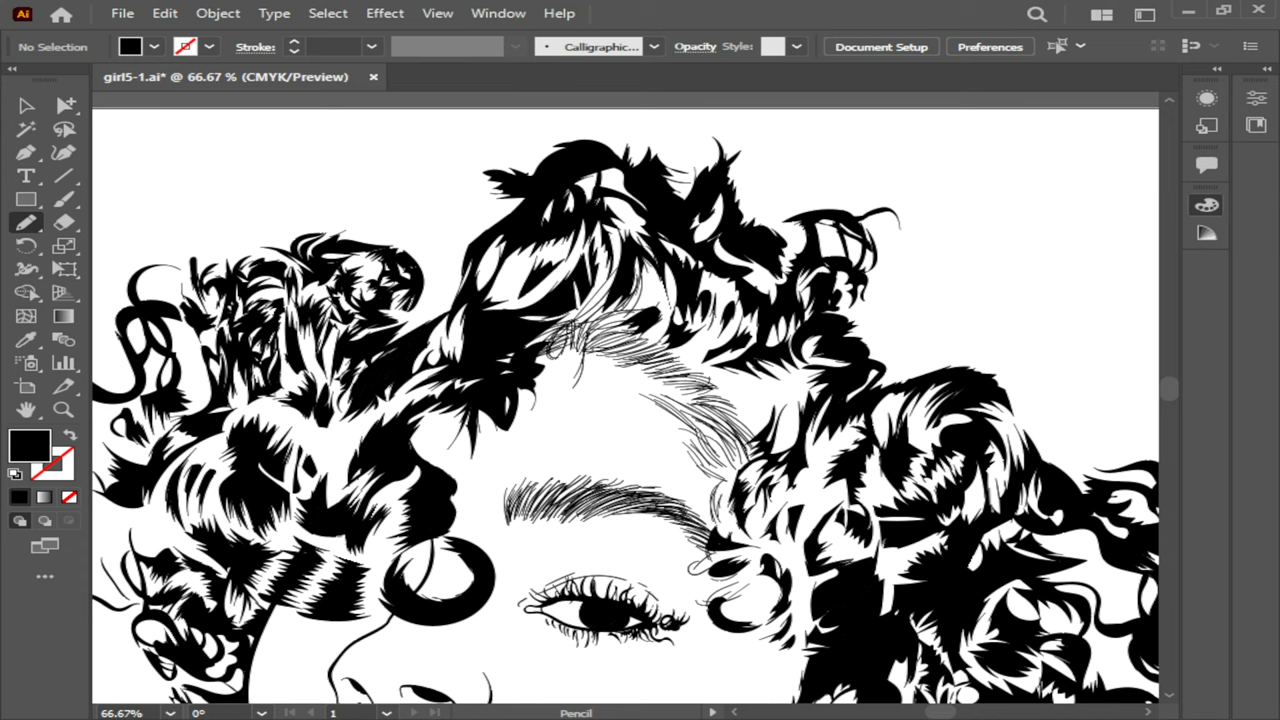 Ai File Edit Object Type Select Effect View Window Help
No Selection Stroke: Calligraphic... Opacity Style: Document Setup Preferences
girl5-1.ai* @ 66.67 % (CMYK/Preview)
66.67% 0° 1 Pencil